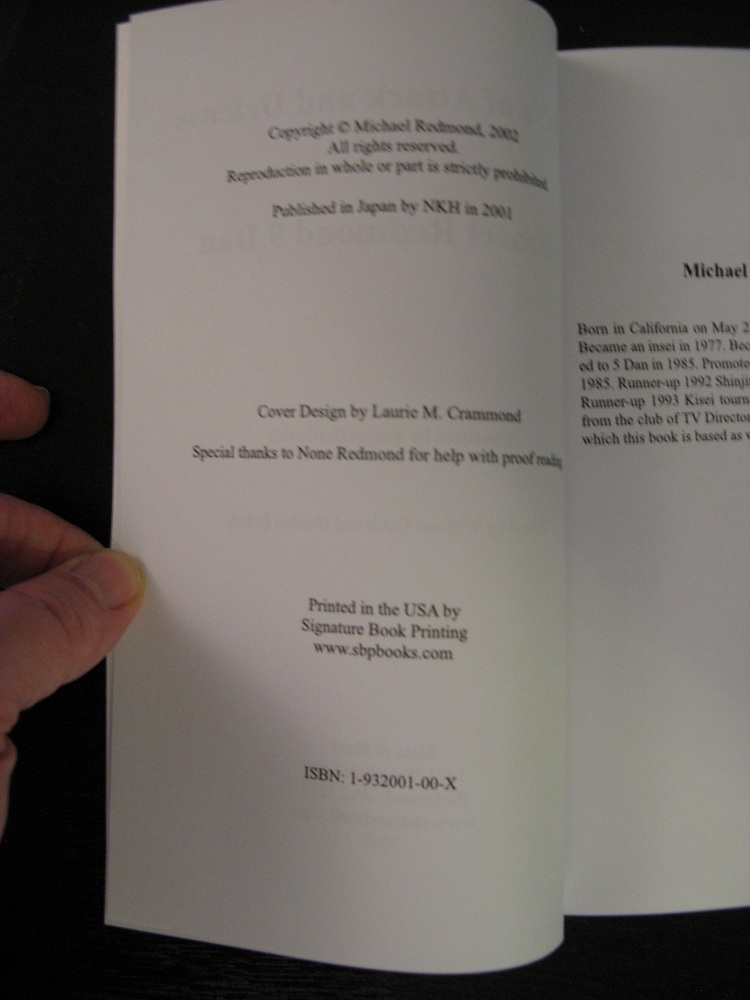 Copyright © Michael Redmond, 2002
All rights reserved.
Reproduction in whole or part is strictly prohibited.
Published in Japan by NKH in 2001
Cover Design by Laurie M. Crammond
Special thanks to None Redmond for help with proof reading
Printed in the USA by
Signature Book Printing
www.sbpbooks.com
ISBN: 1-932001-00-X
Michael
Born in California on May 2
Became an insei in 1977. Bec
ed to 5 Dan in 1985. Promote
1985. Runner-up 1992 Shinji
Runner-up 1993 Kisei tourn
from the club of TV Director
which this book is based as